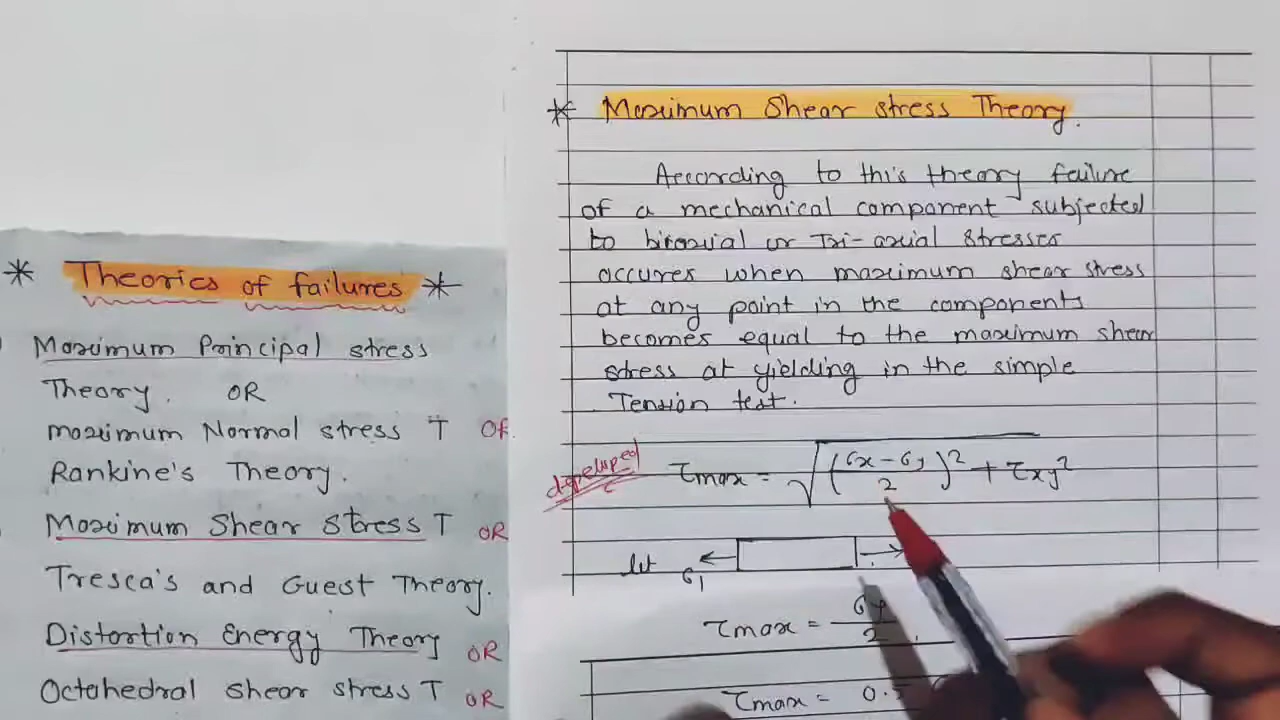 * Theories of failures *
Maximum Principal stress
Theory. OR
maximum Normal stress T OR
Rankine's Theory.
Maximum Shear Stress T OR
Tresca's and Guest Theory.
Distortion Energy Theory OR
Octahedral shear stress T OR
* Maximum Shear stress Theory.
According to this theory failure
of a mechanical component subjected
to biaxial or Tri-axial stresses
occures when maximum shear stress
at any point in the components
becomes equal to the maximum shear
stress at yielding in the simple
Tension test.
developed τmax = √((σx-σy)/2)² + τxy²
let σ1
τmax = σy/2.
τmax = 0.5